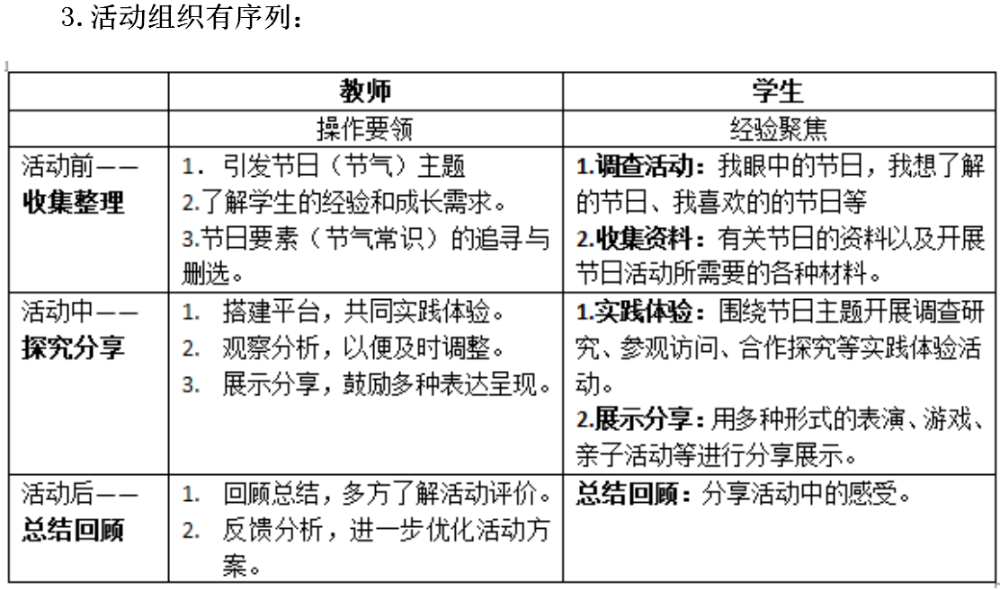 3.活动组织有序列：
教师 学生
操作要领 经验聚焦
活动前——
收集整理
1．引发节日（节气）主题
2.了解学生的经验和成长需求。
3.节日要素（节气常识）的追寻与
删选。
1.调查活动：我眼中的节日，我想了解
的节日、我喜欢的的节日等
2.收集资料：有关节日的资料以及开展
节日活动所需要的各种材料。
活动中——
探究分享
1. 搭建平台，共同实践体验。
2. 观察分析，以便及时调整。
3. 展示分享，鼓励多种表达呈现。
1.实践体验：围绕节日主题开展调查研
究、参观访问、合作探究等实践体验活
动。
2.展示分享：用多种形式的表演、游戏、
亲子活动等进行分享展示。
活动后——
总结回顾
1. 回顾总结，多方了解活动评价。
2. 反馈分析，进一步优化活动方
案。
总结回顾：分享活动中的感受。